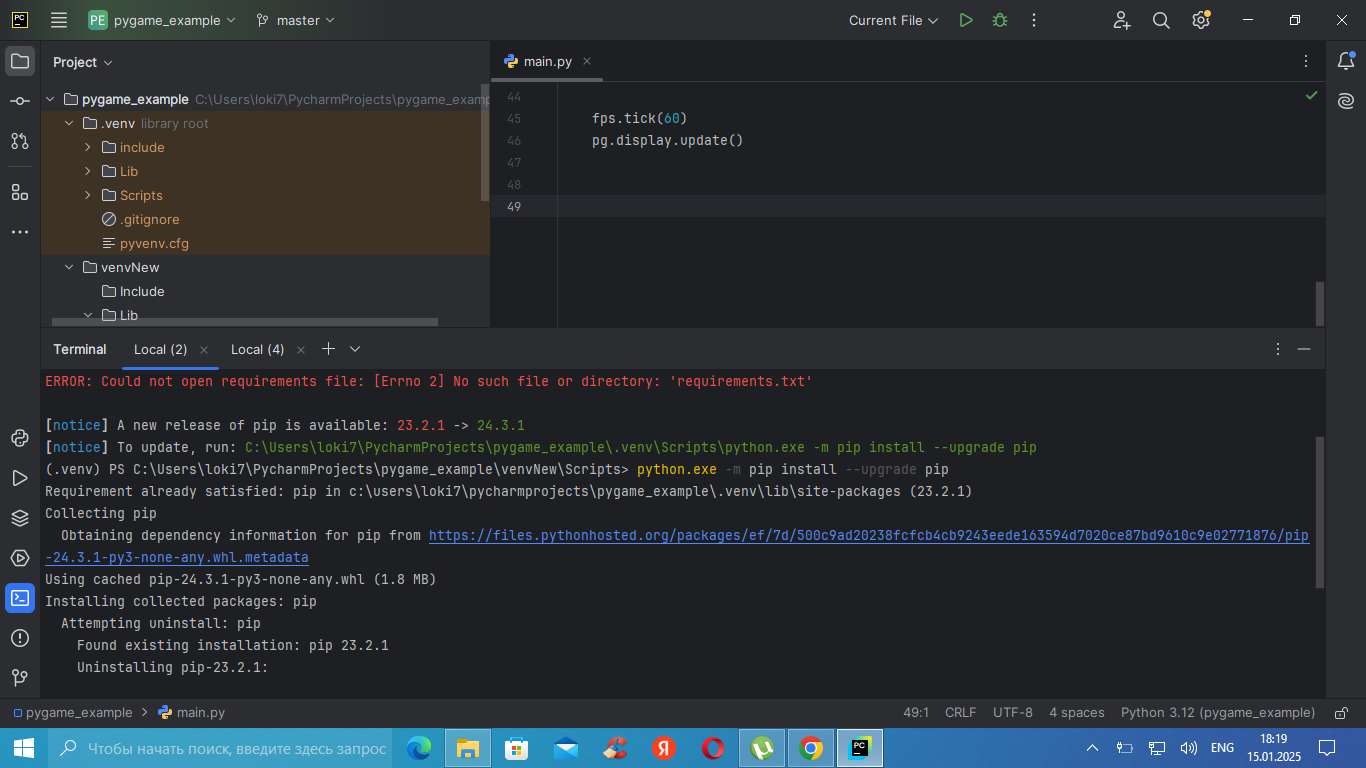 PC
PE pygame_example
master
Current File
Project
main.py
pygame_example C:\Users\loki7\PycharmProjects\pygame_examp
.venv library root
include
Lib
Scripts
.gitignore
pyvenv.cfg
venvNew
Include
Lib
44
45 fps.tick(60)
46 pg.display.update()
47
48
49
Terminal Local (2) Local (4)
ERROR: Could not open requirements file: [Errno 2] No such file or directory: 'requirements.txt'
[notice] A new release of pip is available: 23.2.1 -> 24.3.1
[notice] To update, run: C:\Users\loki7\PycharmProjects\pygame_example\.venv\Scripts\python.exe -m pip install --upgrade pip
(.venv) PS C:\Users\loki7\PycharmProjects\pygame_example\venvNew\Scripts> python.exe -m pip install --upgrade pip
Requirement already satisfied: pip in c:\users\loki7\pycharmprojects\pygame_example\.venv\lib\site-packages (23.2.1)
Collecting pip
Obtaining dependency information for pip from https://files.pythonhosted.org/packages/ef/7d/500c9ad20238fcfcb4cb9243eede163594d7020ce87bd9610c9e02771876/pip
-24.3.1-py3-none-any.whl.metadata
Using cached pip-24.3.1-py3-none-any.whl (1.8 MB)
Installing collected packages: pip
Attempting uninstall: pip
Found existing installation: pip 23.2.1
Uninstalling pip-23.2.1:
pygame_example > main.py
49:1 CRLF UTF-8 4 spaces Python 3.12 (pygame_example)
Чтобы начать поиск, введите здесь запрос
Я
PC
ENG
18:19
15.01.2025